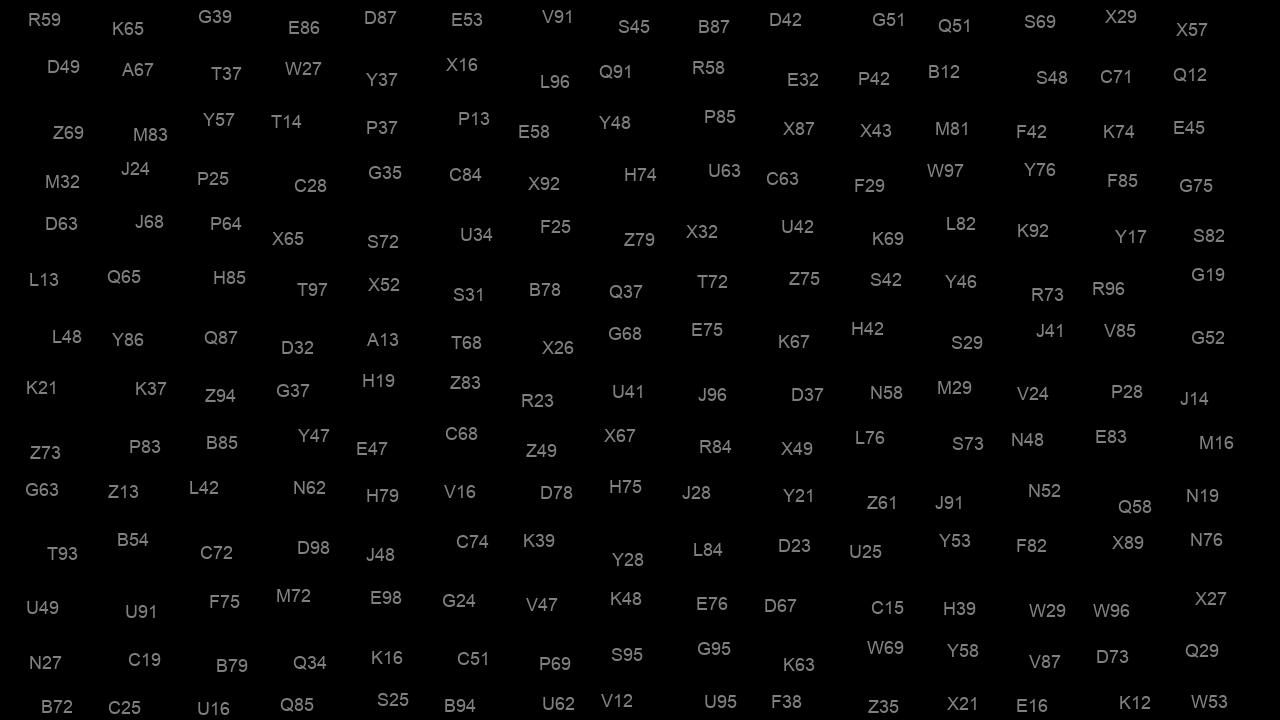 R59 K65 G39 E86 D87 E53 V91 S45 B87 D42 G51 Q51 S69 X29 X57
D49 A67 T37 W27 Y37 X16 L96 Q91 R58 E32 P42 B12 S48 C71 Q12
Z69 M83 Y57 T14 P37 P13 E58 Y48 P85 X87 X43 M81 F42 K74 E45
M32 J24 P25 C28 G35 C84 X92 H74 U63 C63 F29 W97 Y76 F85 G75
D63 J68 P64 X65 S72 U34 F25 Z79 X32 U42 K69 L82 K92 Y17 S82
L13 Q65 H85 T97 X52 S31 B78 Q37 T72 Z75 S42 Y46 R73 R96 G19
L48 Y86 Q87 D32 A13 T68 X26 G68 E75 K67 H42 S29 J41 V85 G52
K21 K37 Z94 G37 H19 Z83 R23 U41 J96 D37 N58 M29 V24 P28 J14
Z73 P83 B85 Y47 E47 C68 Z49 X67 R84 X49 L76 S73 N48 E83 M16
G63 Z13 L42 N62 H79 V16 D78 H75 J28 Y21 Z61 J91 N52 Q58 N19
T93 B54 C72 D98 J48 C74 K39 Y28 L84 D23 U25 Y53 F82 X89 N76
U49 U91 F75 M72 E98 G24 V47 K48 E76 D67 C15 H39 W29 W96 X27
N27 C19 B79 Q34 K16 C51 P69 S95 G95 K63 W69 Y58 V87 D73 Q29
B72 C25 U16 Q85 S25 B94 U62 V12 U95 F38 Z35 X21 E16 K12 W53